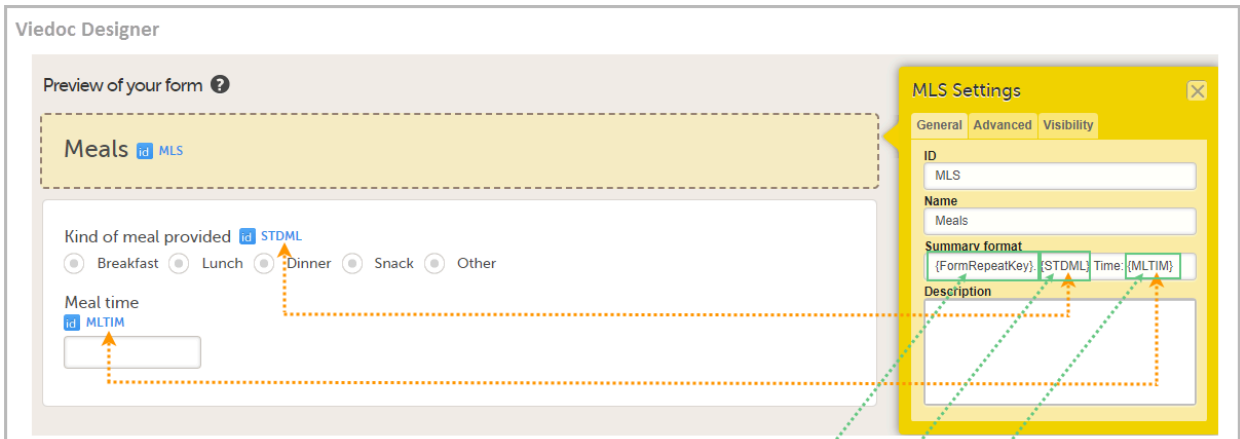 Viedoc Designer
Preview of your form ?
Meals id MLS
Kind of meal provided id STDML
Breakfast Lunch Dinner Snack Other
Meal time
id MLTIM
MLS Settings
General Advanced Visibility
ID
MLS
Name
Meals
Summary format
{FormRepeatKey}. {STDML} Time: {MLTIM}
Description